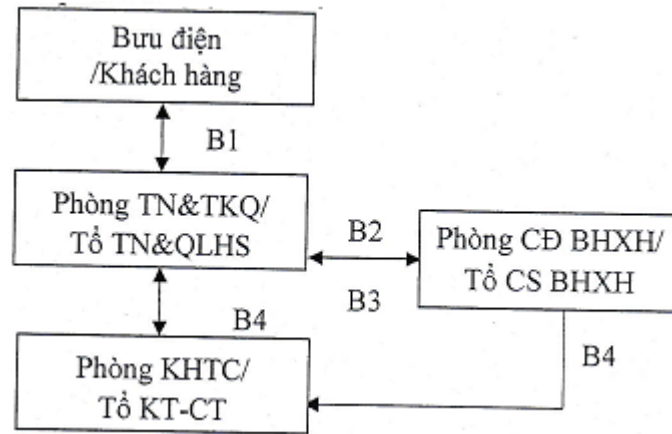 Bưu điện
/Khách hàng
B1
Phòng TN&TKQ/
Tổ TN&QLHS
B2
B3
Phòng CĐ BHXH/
Tổ CS BHXH
B4
B4
Phòng KHTC/
Tổ KT-CT